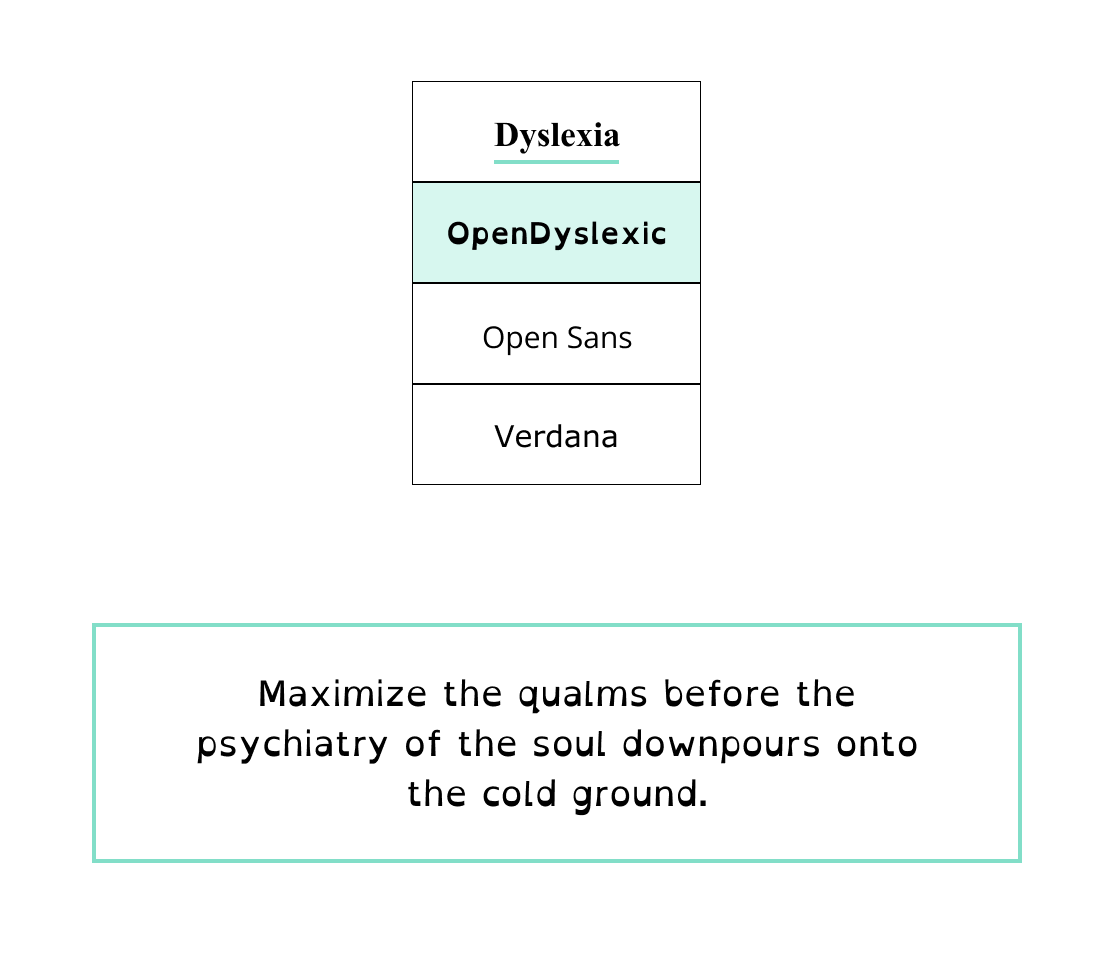 Dyslexia
OpenDyslexic
Open Sans
Verdana
Maximize the qualms before the
psychiatry of the soul downpours onto
the cold ground.